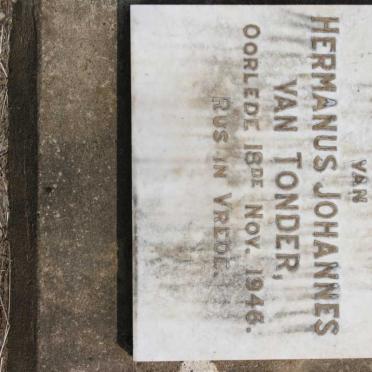 VAN
HERMANUS JOHANNES
VAN TONDER,
OORLEDE 18DE NOV. 1946.
RUS IN VREDE.